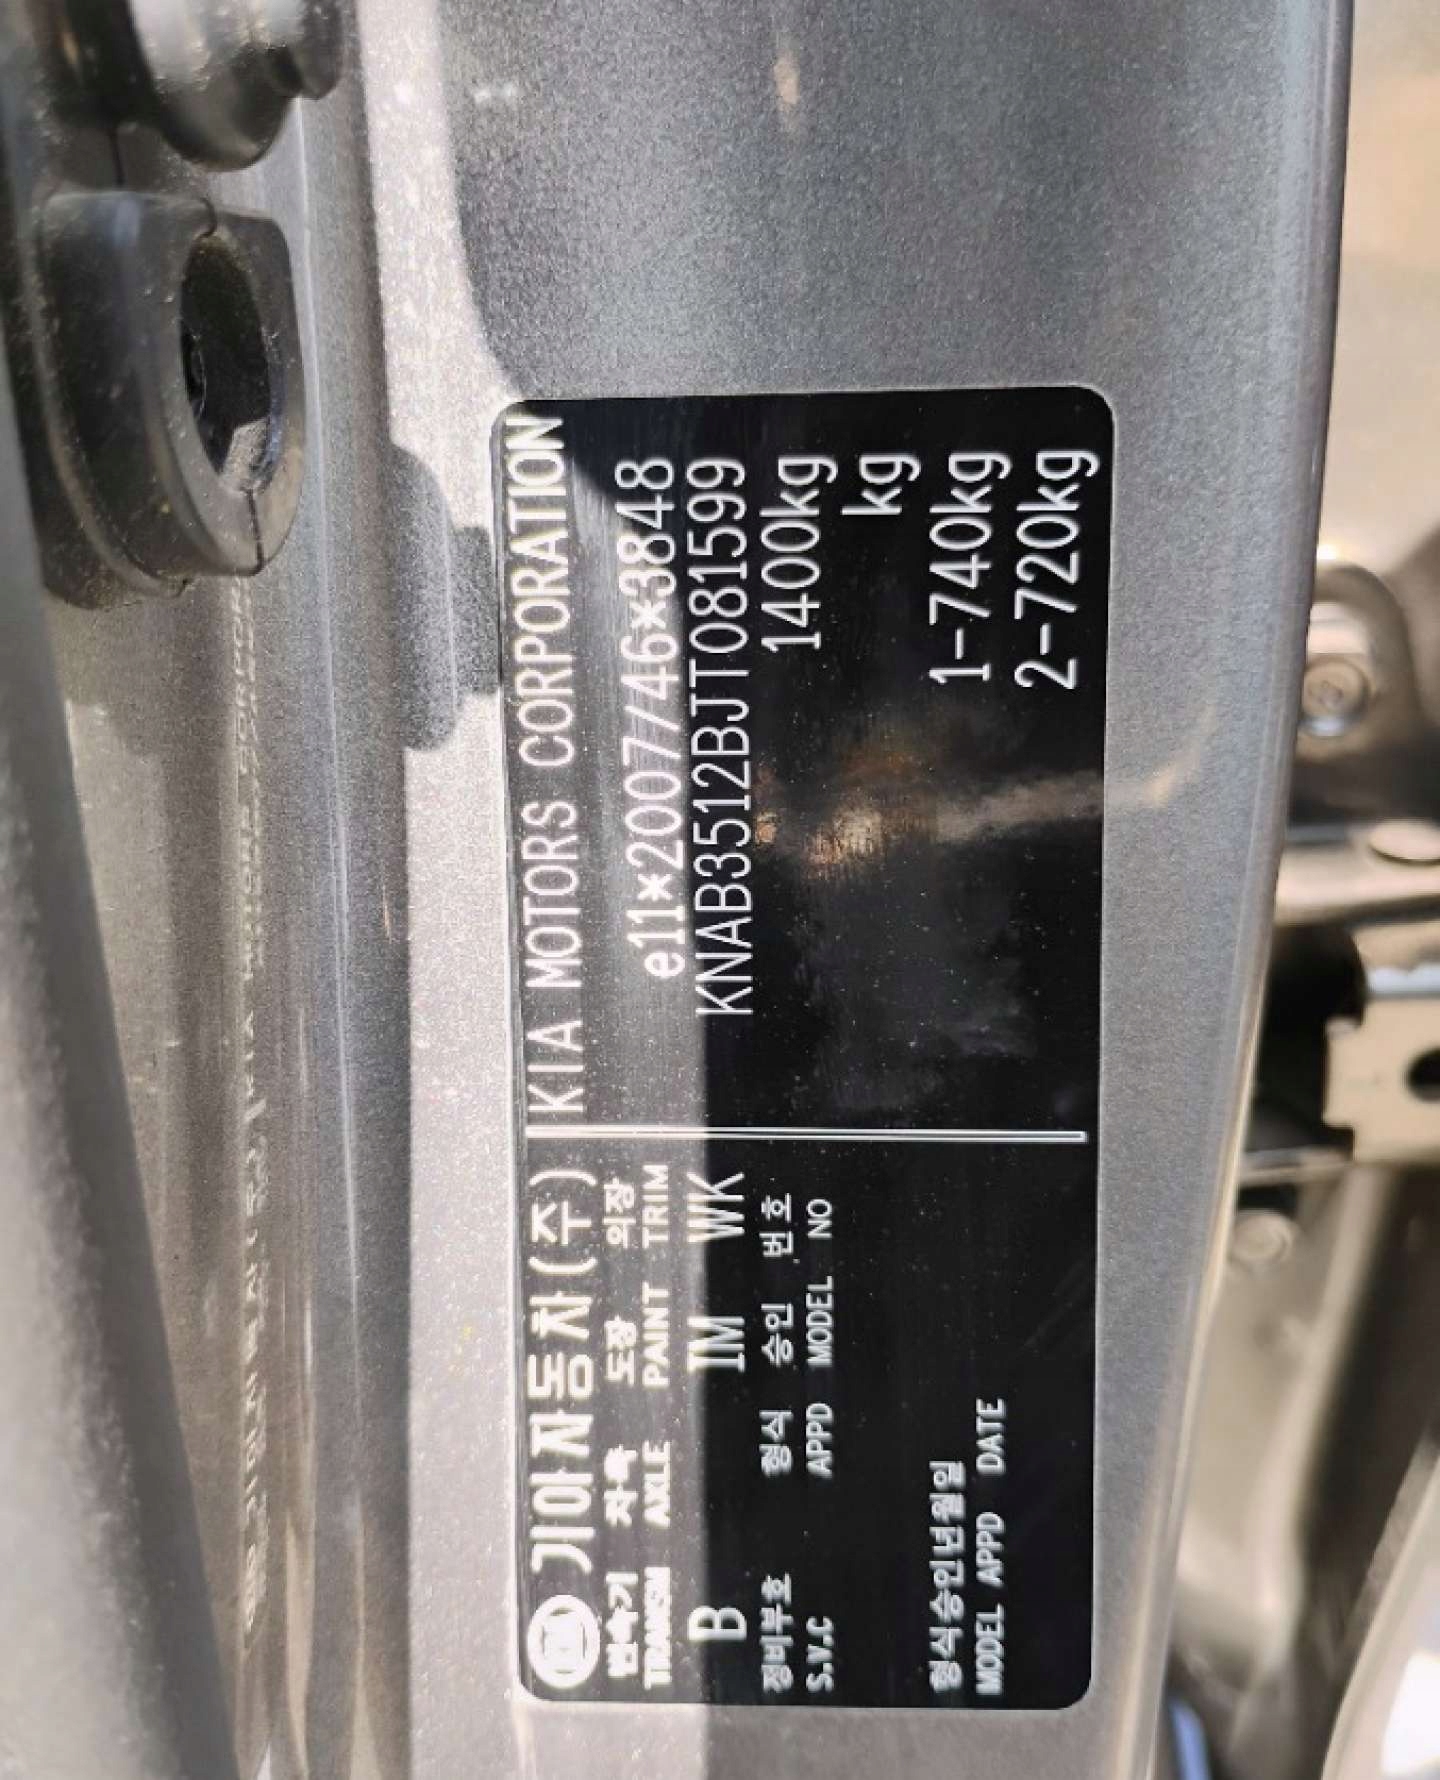 KIA 기아자동차(주) KIA MOTORS CORPORATION
변속기 차축 도장 의장
TRANSM AXLE PAINT TRIM
e11*2007/46*3848
B IM WK
KNAB3512BJT081599
정비부호 형식 승인 번호
S.V.C APPD MODEL NO
1400kg
kg
형식승인년월일
MODEL APPD DATE
1-740kg
2-720kg